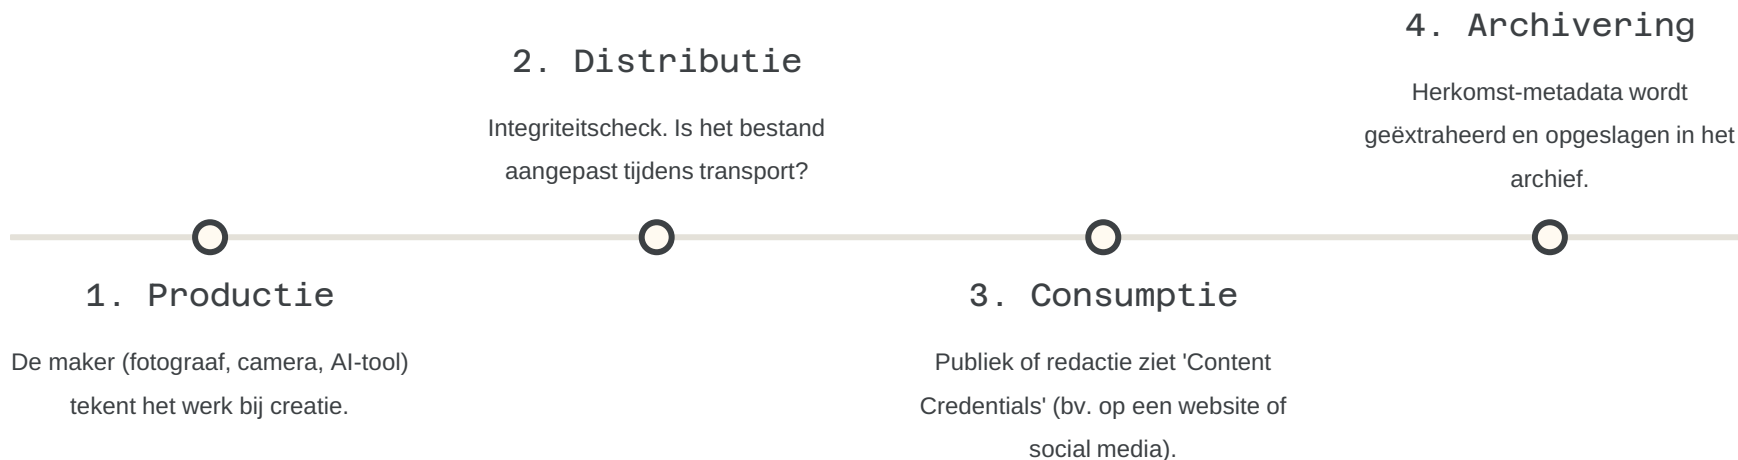 1. Productie
De maker (fotograaf, camera, AI-tool)
tekent het werk bij creatie.
2. Distributie
Integriteitscheck. Is het bestand
aangepast tijdens transport?
3. Consumptie
Publiek of redactie ziet 'Content
Credentials' (bv. op een website of
social media).
4. Archivering
Herkomst-metadata wordt
geëxtraheerd en opgeslagen in het
archief.